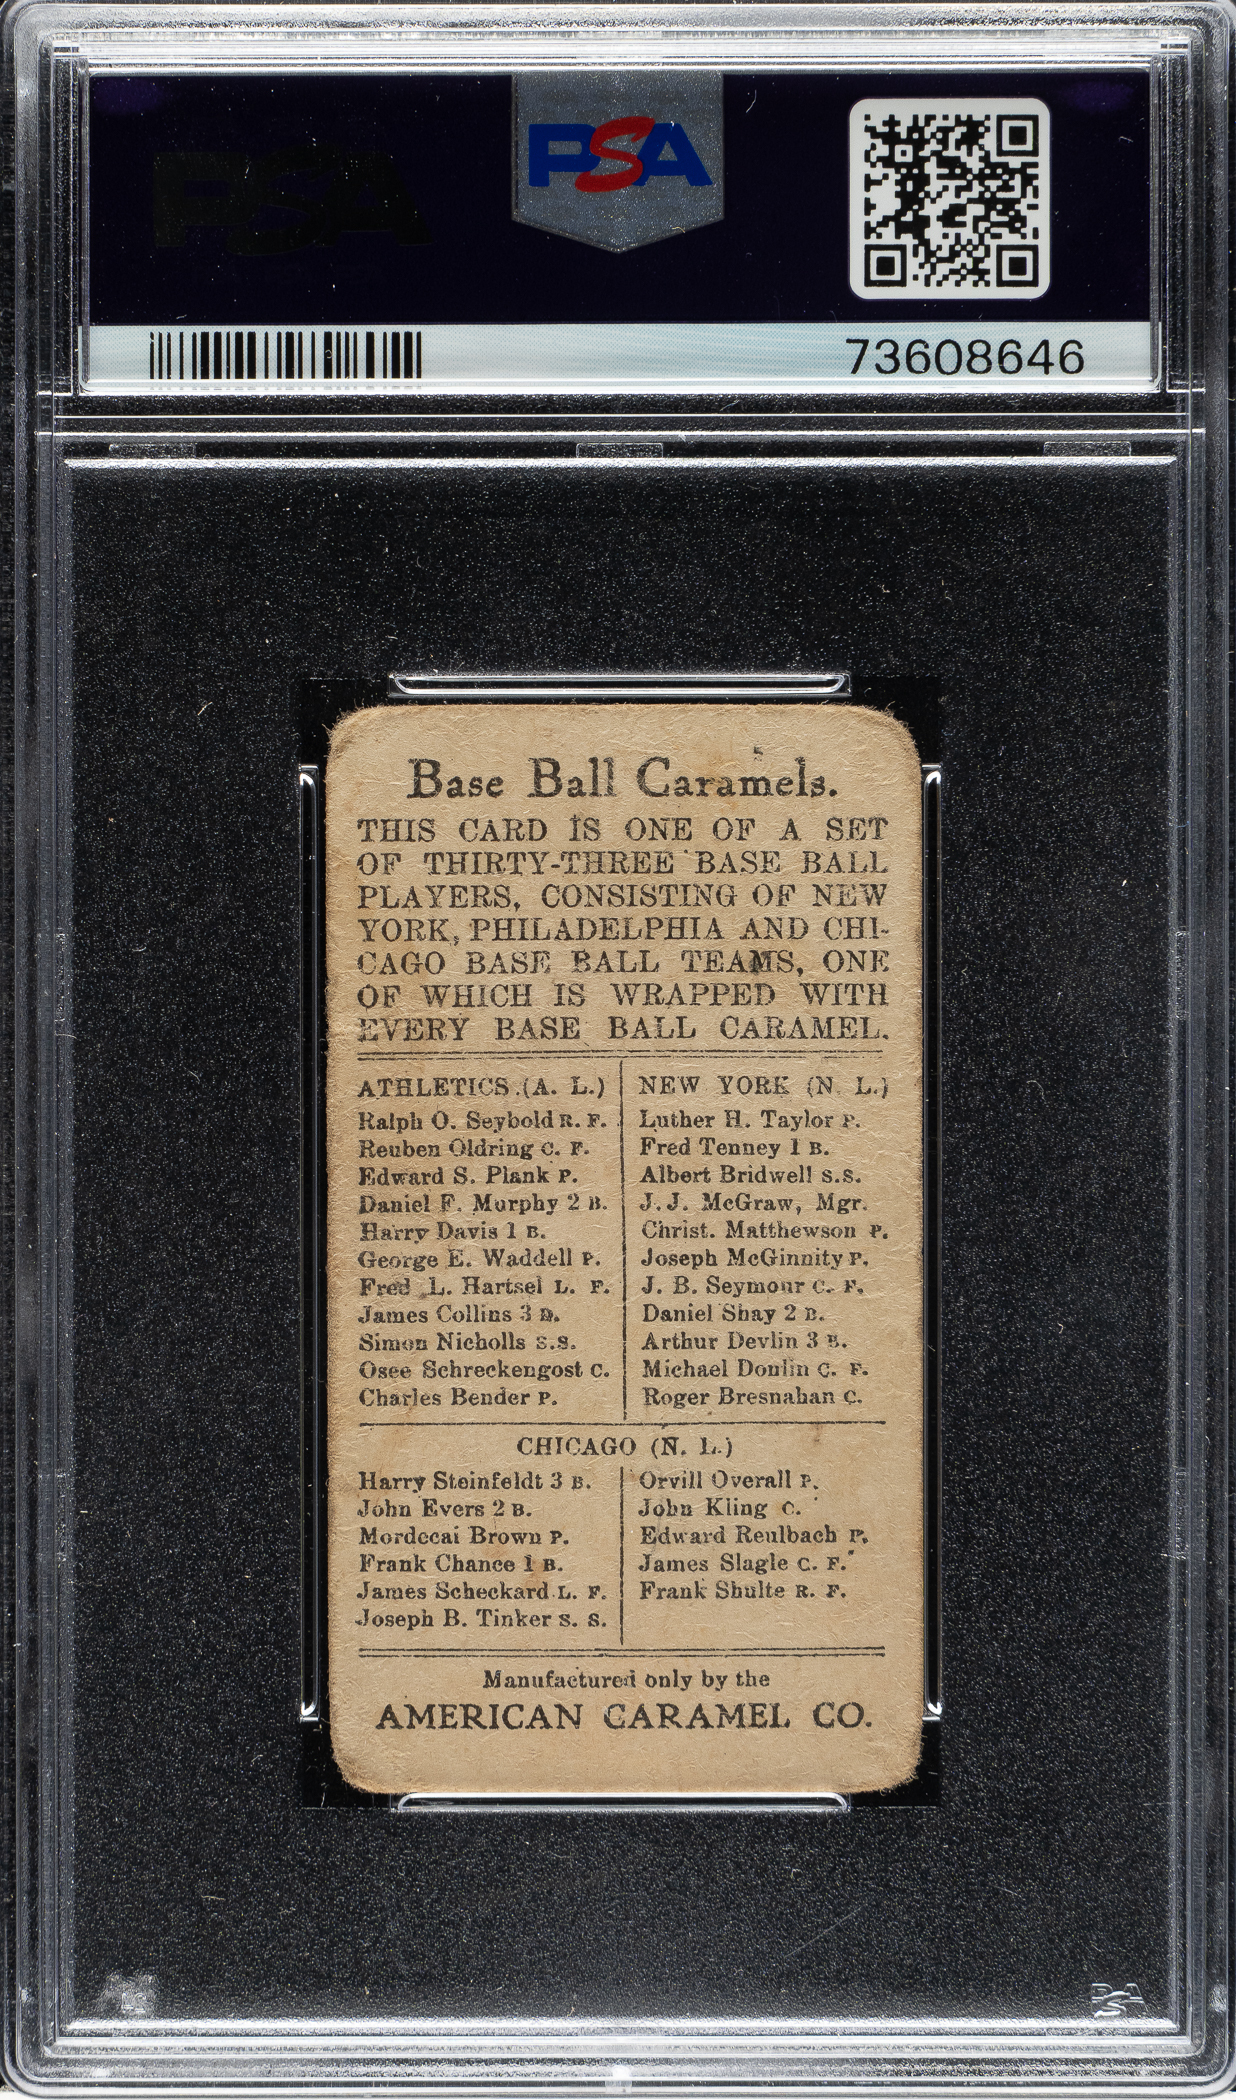 PSA
PSA
73608646
Base Ball Caramels.
THIS CARD IS ONE OF A SET
OF THIRTY-THREE BASE BALL
PLAYERS, CONSISTING OF NEW
YORK, PHILADELPHIA AND CHI-
CAGO BASE BALL TEAMS, ONE
OF WHICH IS WRAPPED WITH
EVERY BASE BALL CARAMEL.
ATHLETICS (A. L.)
Ralph O. Seybold R. F.
Reuben Oldring C. F.
Edward S. Plank P.
Daniel F. Murphy 2 B.
Harry Davis 1 B.
George E. Waddell P.
Fred L. Hartsel L. F.
James Collins 3 B.
Simon Nicholls S.S.
Osee Schreckengost C.
Charles Bender P.
NEW YORK (N. L.)
Luther H. Taylor P.
Fred Tenney 1 B.
Albert Bridwell S.S.
J. J. McGraw, Mgr.
Christ. Matthewson P.
Joseph McGinnity P.
J. B. Seymour C. F.
Daniel Shay 2 B.
Arthur Devlin 3 B.
Michael Donlin C. F.
Roger Bresnahan C.
CHICAGO (N. L.)
Harry Steinfeldt 3 B.
John Evers 2 B.
Mordecai Brown P.
Frank Chance 1 B.
James Scheckard L. F.
Joseph B. Tinker S. S.
Orvill Overall P.
John Kling C.
Edward Reulbach P.
James Slagle C. F.
Frank Shulte R. F.
Manufactured only by the
AMERICAN CARAMEL CO.
PSA